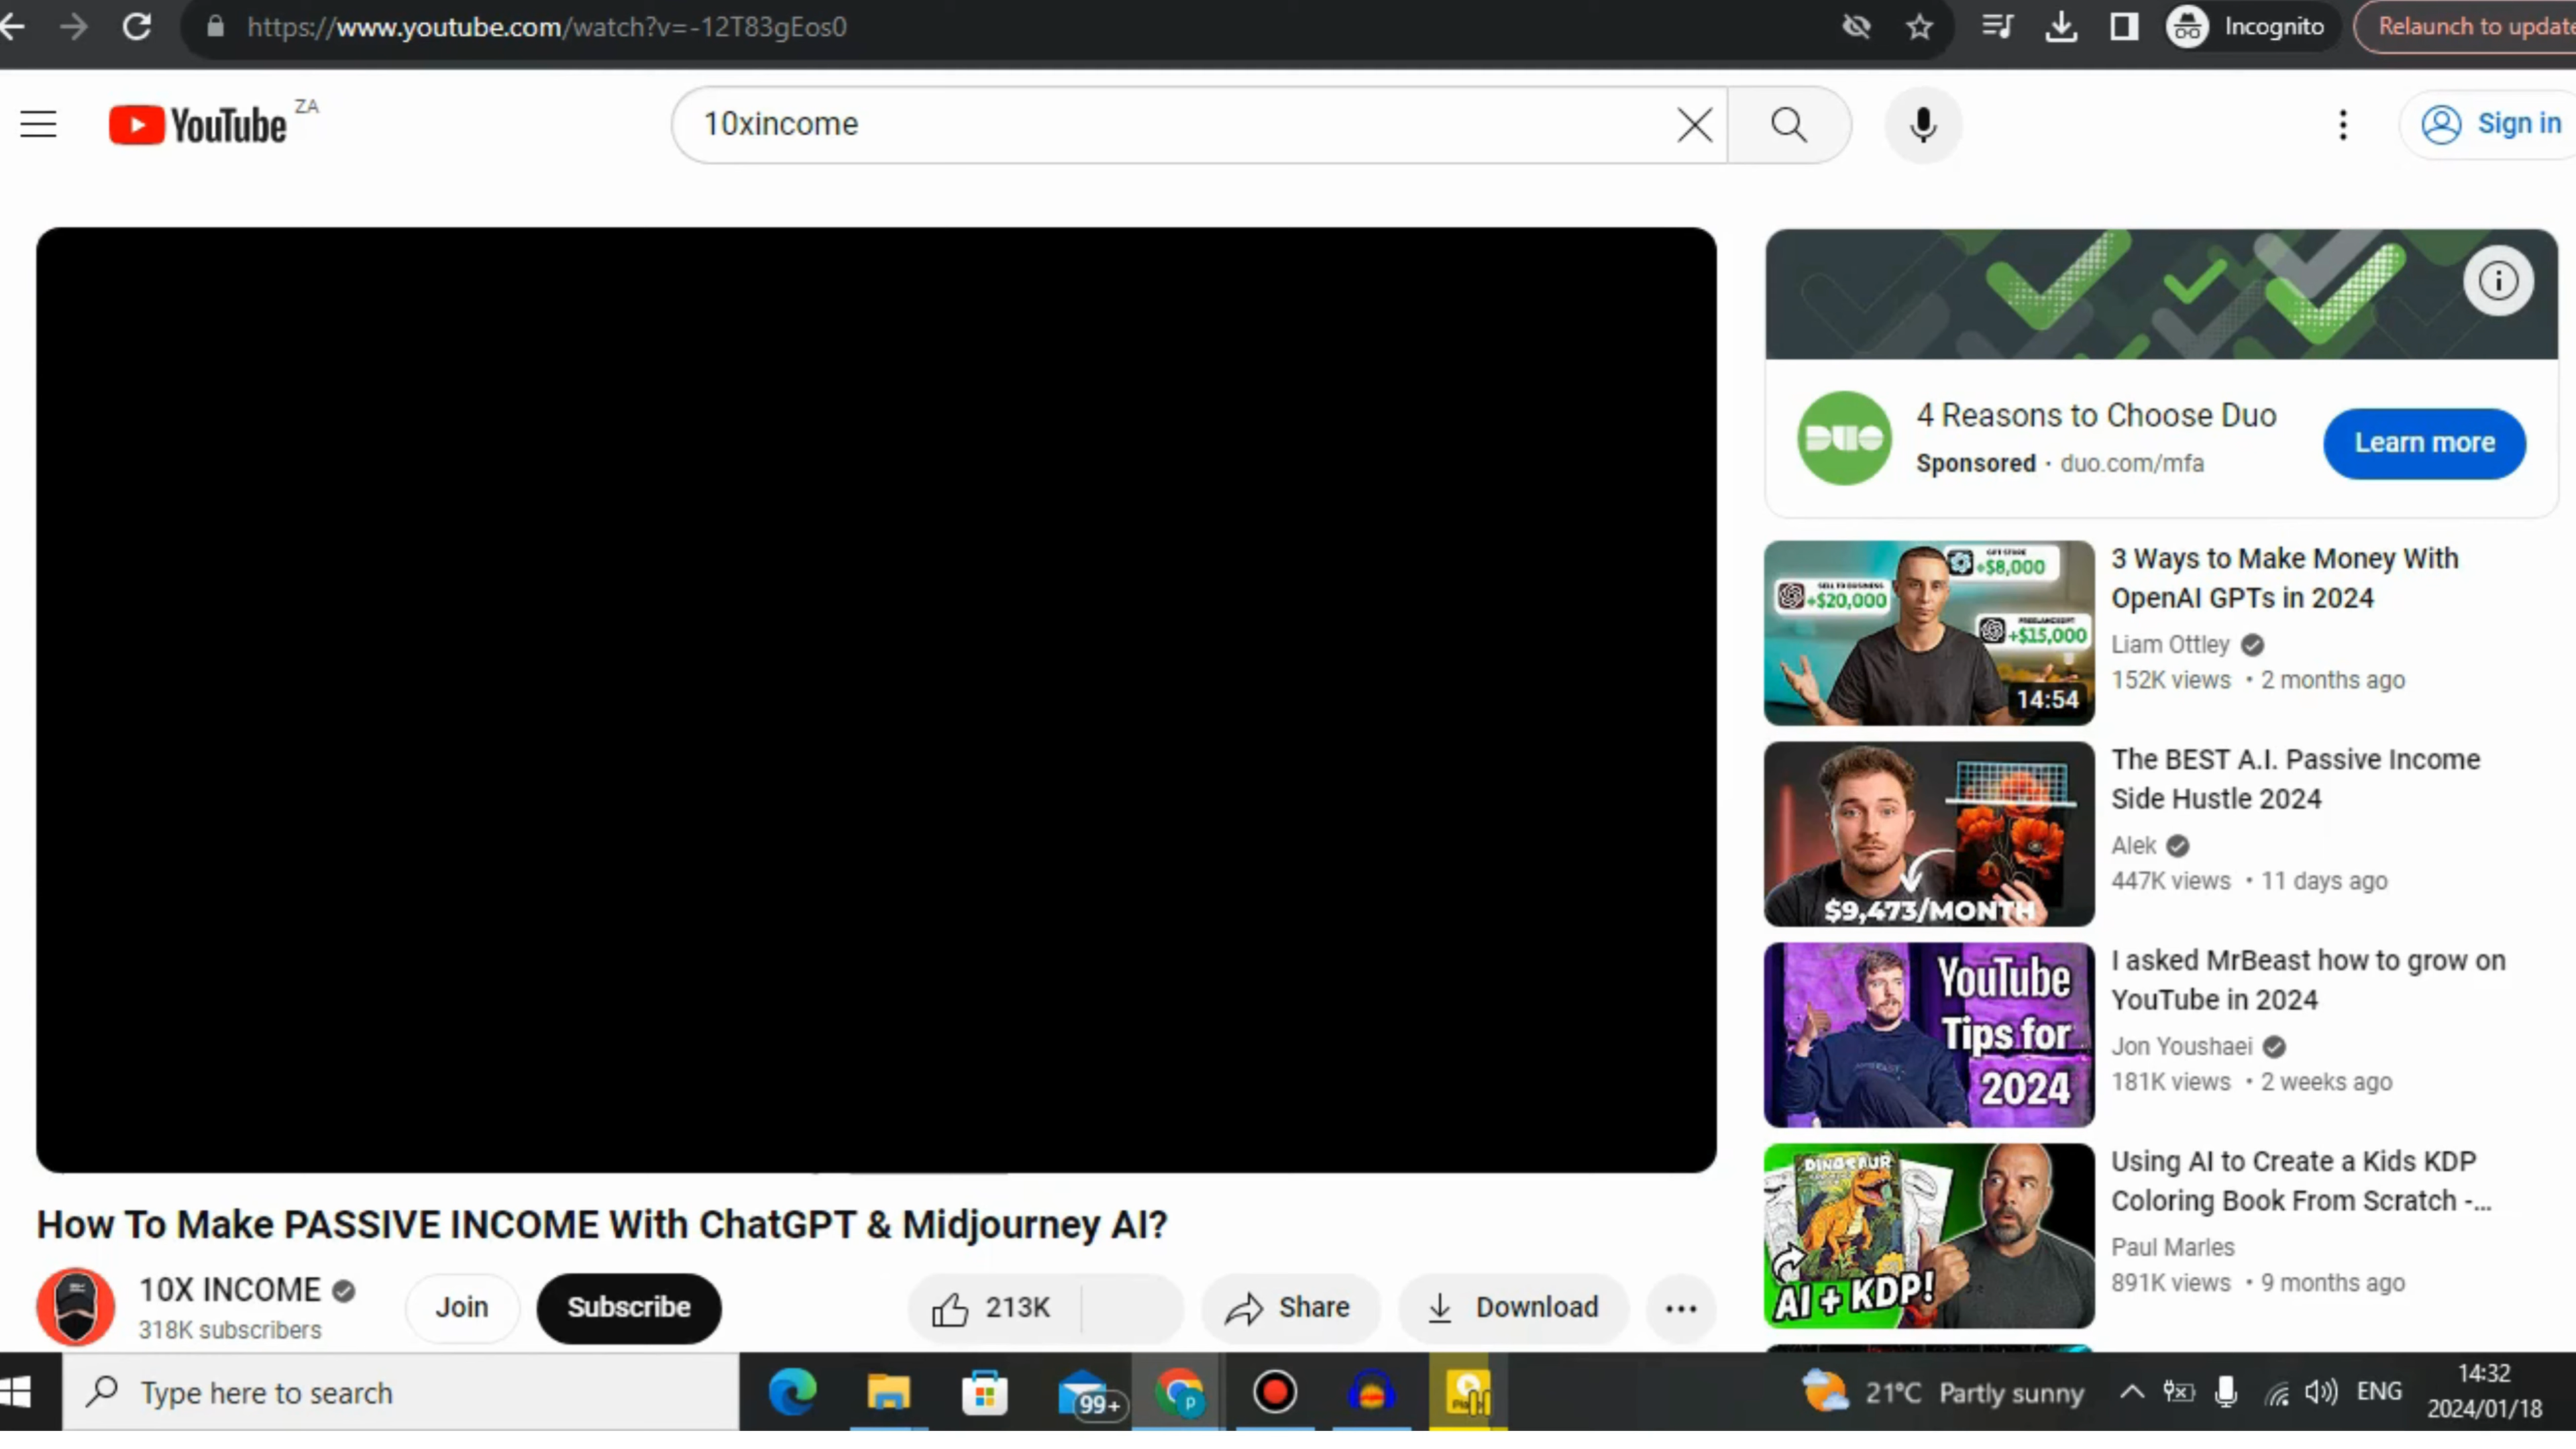 https://www.youtube.com/watch?v=-12T83gEos0
Incognito
Relaunch to update
YouTube ZA
10xincome
Sign in
4 Reasons to Choose Duo
Sponsored · duo.com/mfa
DUO
Learn more
GPT STORE
+$8,000
SELL TO BUSINESS
+$20,000
+$15,000
14:54
3 Ways to Make Money With
OpenAI GPTs in 2024
Liam Ottley
152K views • 2 months ago
$9,473/MONTH
The BEST A.I. Passive Income
Side Hustle 2024
Alek
447K views • 11 days ago
YouTube
Tips for
2024
I asked MrBeast how to grow on
YouTube in 2024
Jon Youshaei
181K views • 2 weeks ago
DINOSAUR
AI + KDP!
Using AI to Create a Kids KDP
Coloring Book From Scratch -...
Paul Marles
891K views • 9 months ago
How To Make PASSIVE INCOME With ChatGPT & Midjourney AI?
10X INCOME
318K subscribers
Join
Subscribe
213K
Share
Download
Type here to search
99+
P
21°C Partly sunny
ENG
14:32
2024/01/18